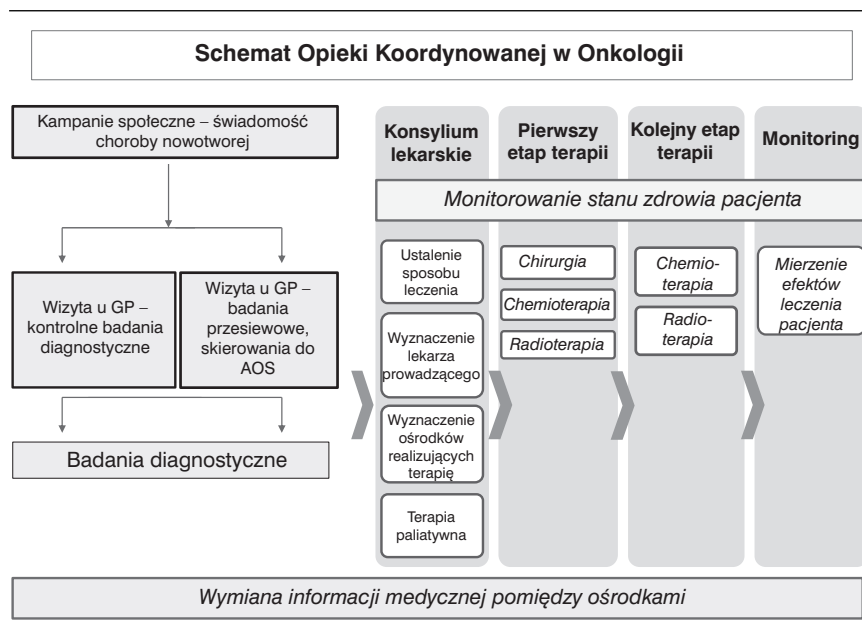 Schemat Opieki Koordynowanej w Onkologii
Kampanie społeczne – świadomość
choroby nowotworej
Wizyta u GP –
kontrolne badania
diagnostyczne
Wizyta u GP –
badania
przesiewowe,
skierowania do
AOS
Badania diagnostyczne
Konsylium
lekarskie
Pierwszy
etap terapii
Kolejny etap
terapii
Monitoring
Monitorowanie stanu zdrowia pacjenta
Ustalenie
sposobu
leczenia
Wyznaczenie
lekarza
prowadzącego
Wyznaczenie
ośrodków
realizujących
terapię
Terapia
paliatywna
Chirurgia
Chemioterapia
Radioterapia
Chemio-
terapia
Radio-
terapia
Mierzenie
efektów
leczenia
pacjenta
Wymiana informacji medycznej pomiędzy ośrodkami